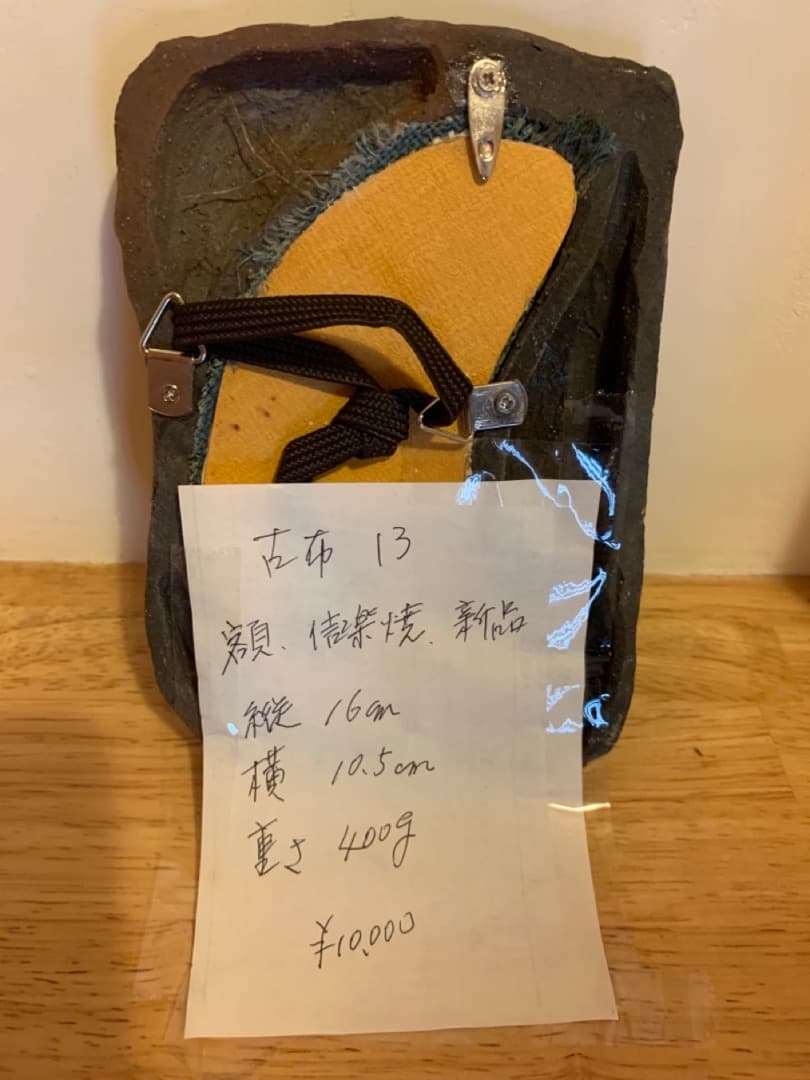 古布 13
額、信楽焼、新品
縦 16cm
横 10.5cm
重さ 400g
¥10,000